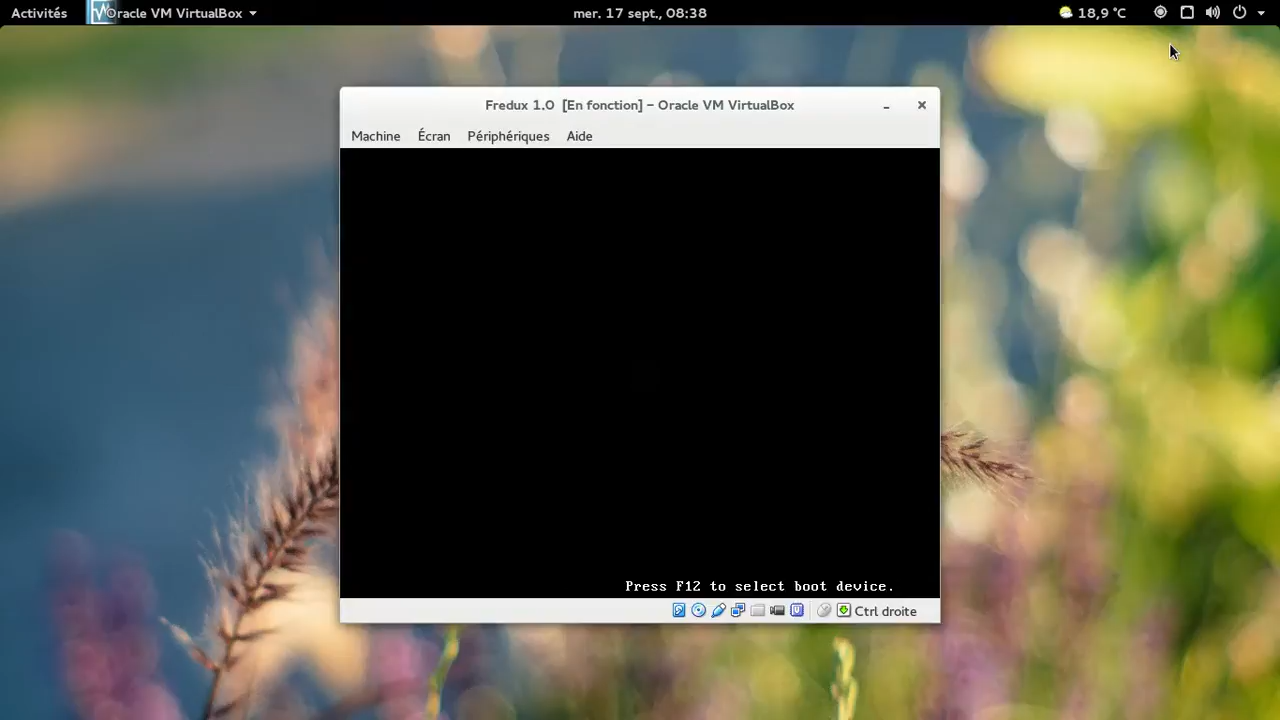 Activités Oracle VM VirtualBox mer. 17 sept., 08:38 18,9 °C
Fredux 1.0 [En fonction] – Oracle VM VirtualBox
Machine Écran Périphériques Aide
Press F12 to select boot device.
Ctrl droite